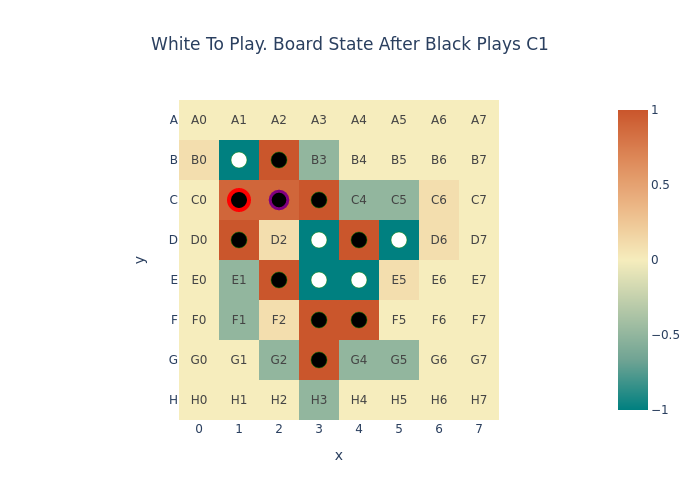 White To Play. Board State After Black Plays C1
A A0 A1 A2 A3 A4 A5 A6 A7
B B0 B3 B4 B5 B6 B7
C C0 C4 C5 C6 C7
D D0 D2 D6 D7
E E0 E1 E5 E6 E7
F F0 F1 F2 F5 F6 F7
G G0 G1 G2 G4 G5 G6 G7
H H0 H1 H2 H3 H4 H5 H6 H7
0 1 2 3 4 5 6 7
x
y
1
0.5
0
−0.5
−1